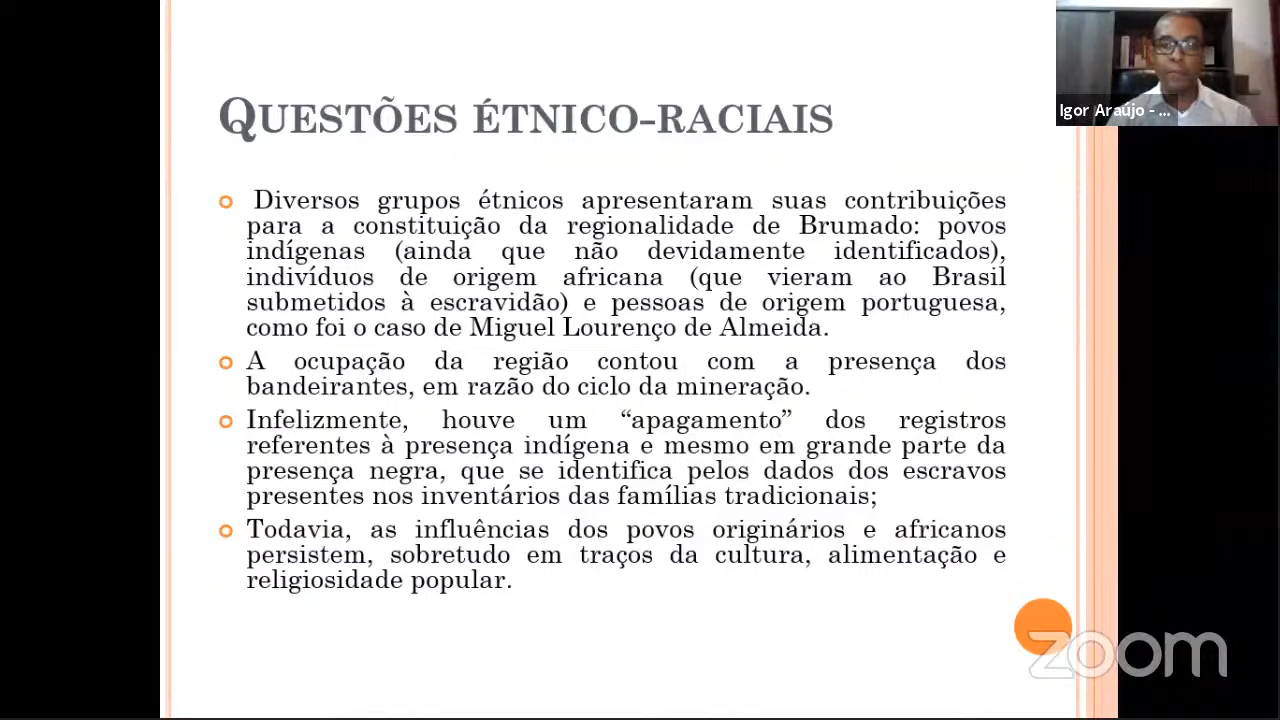 QUESTÕES ÉTNICO-RACIAIS
Igor Araújo - ...
Diversos grupos étnicos apresentaram suas contribuições
para a constituição da regionalidade de Brumado: povos
indígenas (ainda que não devidamente identificados),
indivíduos de origem africana (que vieram ao Brasil
submetidos à escravidão) e pessoas de origem portuguesa,
como foi o caso de Miguel Lourenço de Almeida.
A ocupação da região contou com a presença dos
bandeirantes, em razão do ciclo da mineração.
Infelizmente, houve um “apagamento” dos registros
referentes à presença indígena e mesmo em grande parte da
presença negra, que se identifica pelos dados dos escravos
presentes nos inventários das famílias tradicionais;
Todavia, as influências dos povos originários e africanos
persistem, sobretudo em traços da cultura, alimentação e
religiosidade popular.
zoom